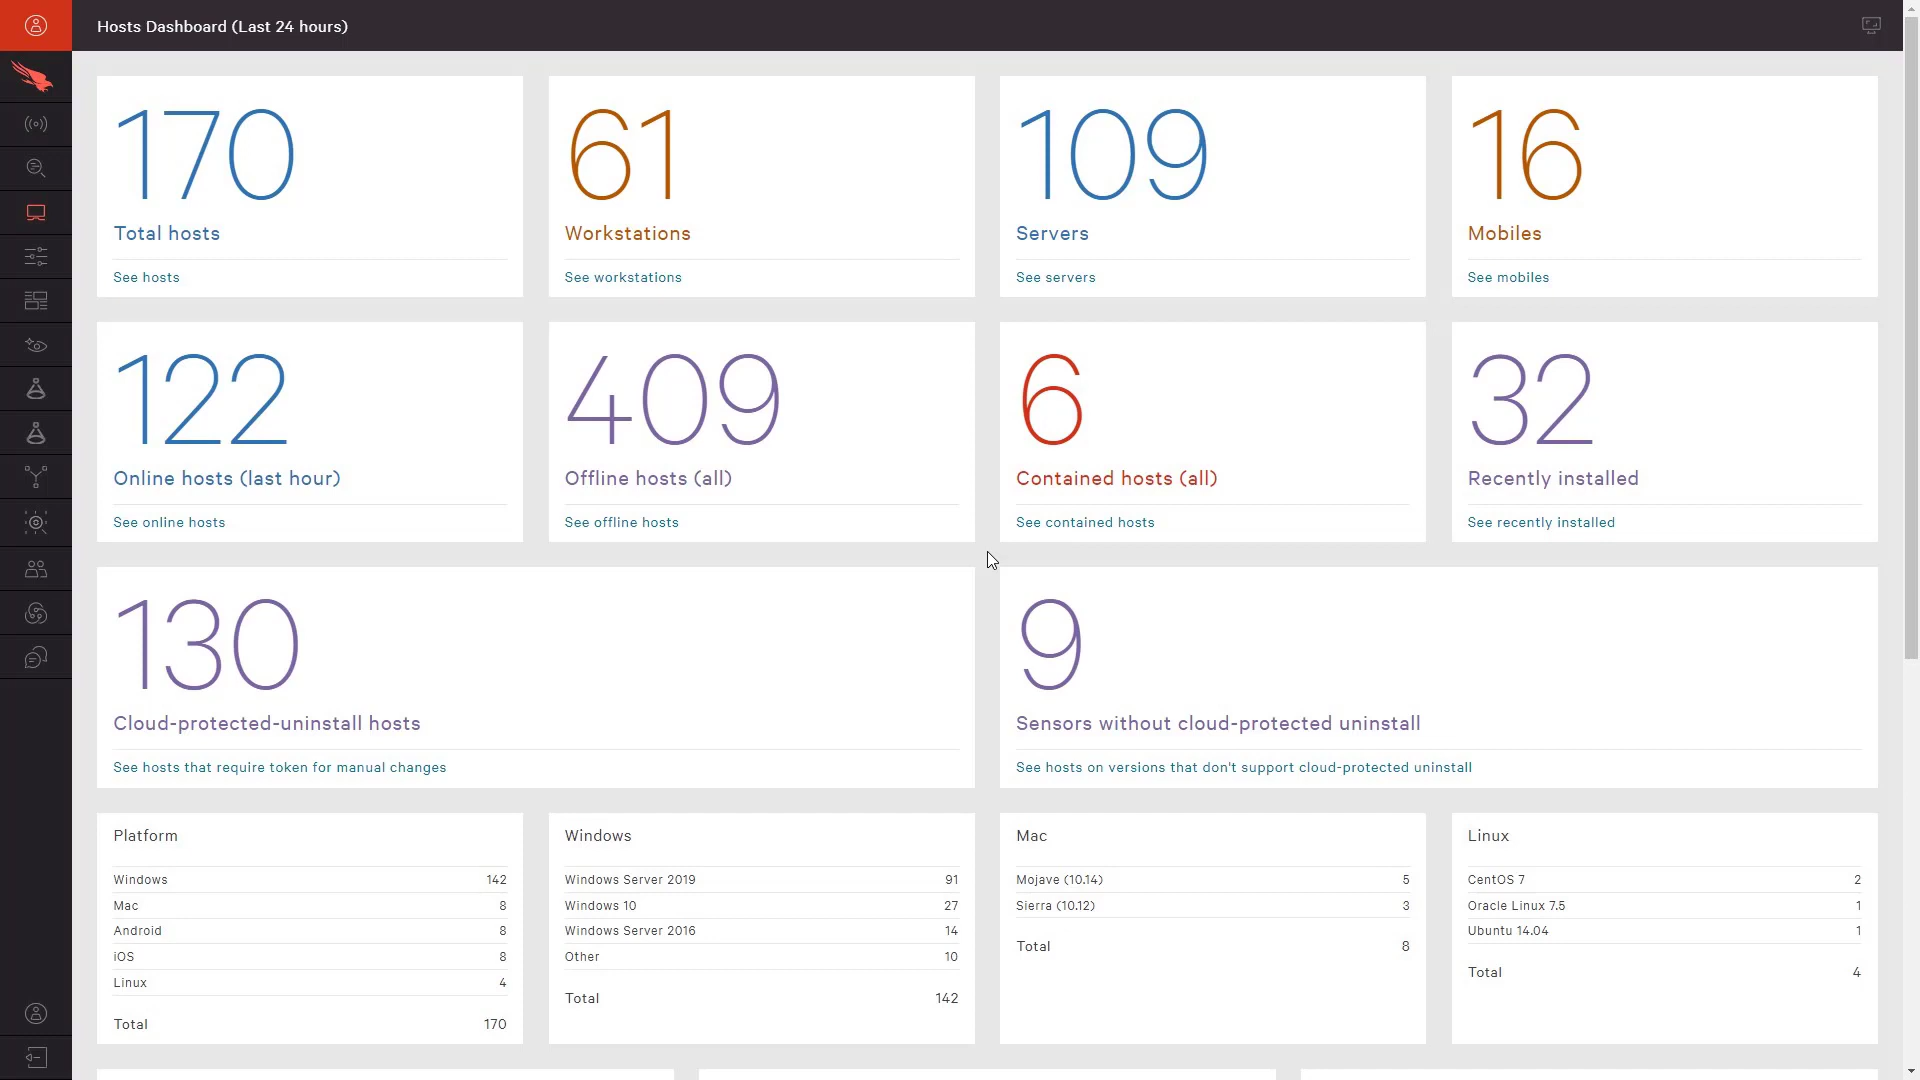 Hosts Dashboard (Last 24 hours)
170
Total hosts
See hosts
61
Workstations
See workstations
109
Servers
See servers
16
Mobiles
See mobiles
122
Online hosts (last hour)
See online hosts
409
Offline hosts (all)
See offline hosts
6
Contained hosts (all)
See contained hosts
32
Recently installed
See recently installed
130
Cloud-protected-uninstall hosts
See hosts that require token for manual changes
9
Sensors without cloud-protected uninstall
See hosts on versions that don't support cloud-protected uninstall
Platform
Windows 142
Mac 8
Android 8
iOS 8
Linux 4
Total 170
Windows
Windows Server 2019 91
Windows 10 27
Windows Server 2016 14
Other 10
Total 142
Mac
Mojave (10.14) 5
Sierra (10.12) 3
Total 8
Linux
CentOS 7 2
Oracle Linux 7.5 1
Ubuntu 14.04 1
Total 4